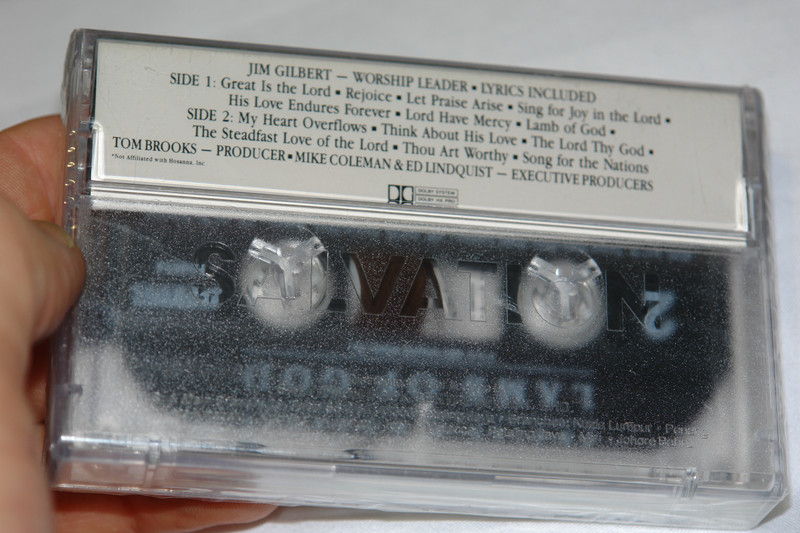 JIM GILBERT — WORSHIP LEADER • LYRICS INCLUDED
SIDE 1: Great Is the Lord • Rejoice • Let Praise Arise • Sing for Joy in the Lord •
His Love Endures Forever • Lord Have Mercy • Lamb of God •
SIDE 2: My Heart Overflows • Think About His Love • The Lord Thy God •
The Steadfast Love of the Lord • Thou Art Worthy • Song for the Nations
TOM BROOKS — PRODUCER • MIKE COLEMAN & ED LINDQUIST — EXECUTIVE PRODUCERS
*Not Affiliated with Hosanna, Inc
DOLBY SYSTEM
DOLBY HX PRO
SALVATION
2
LAMB OF GOD
Johore Bahru